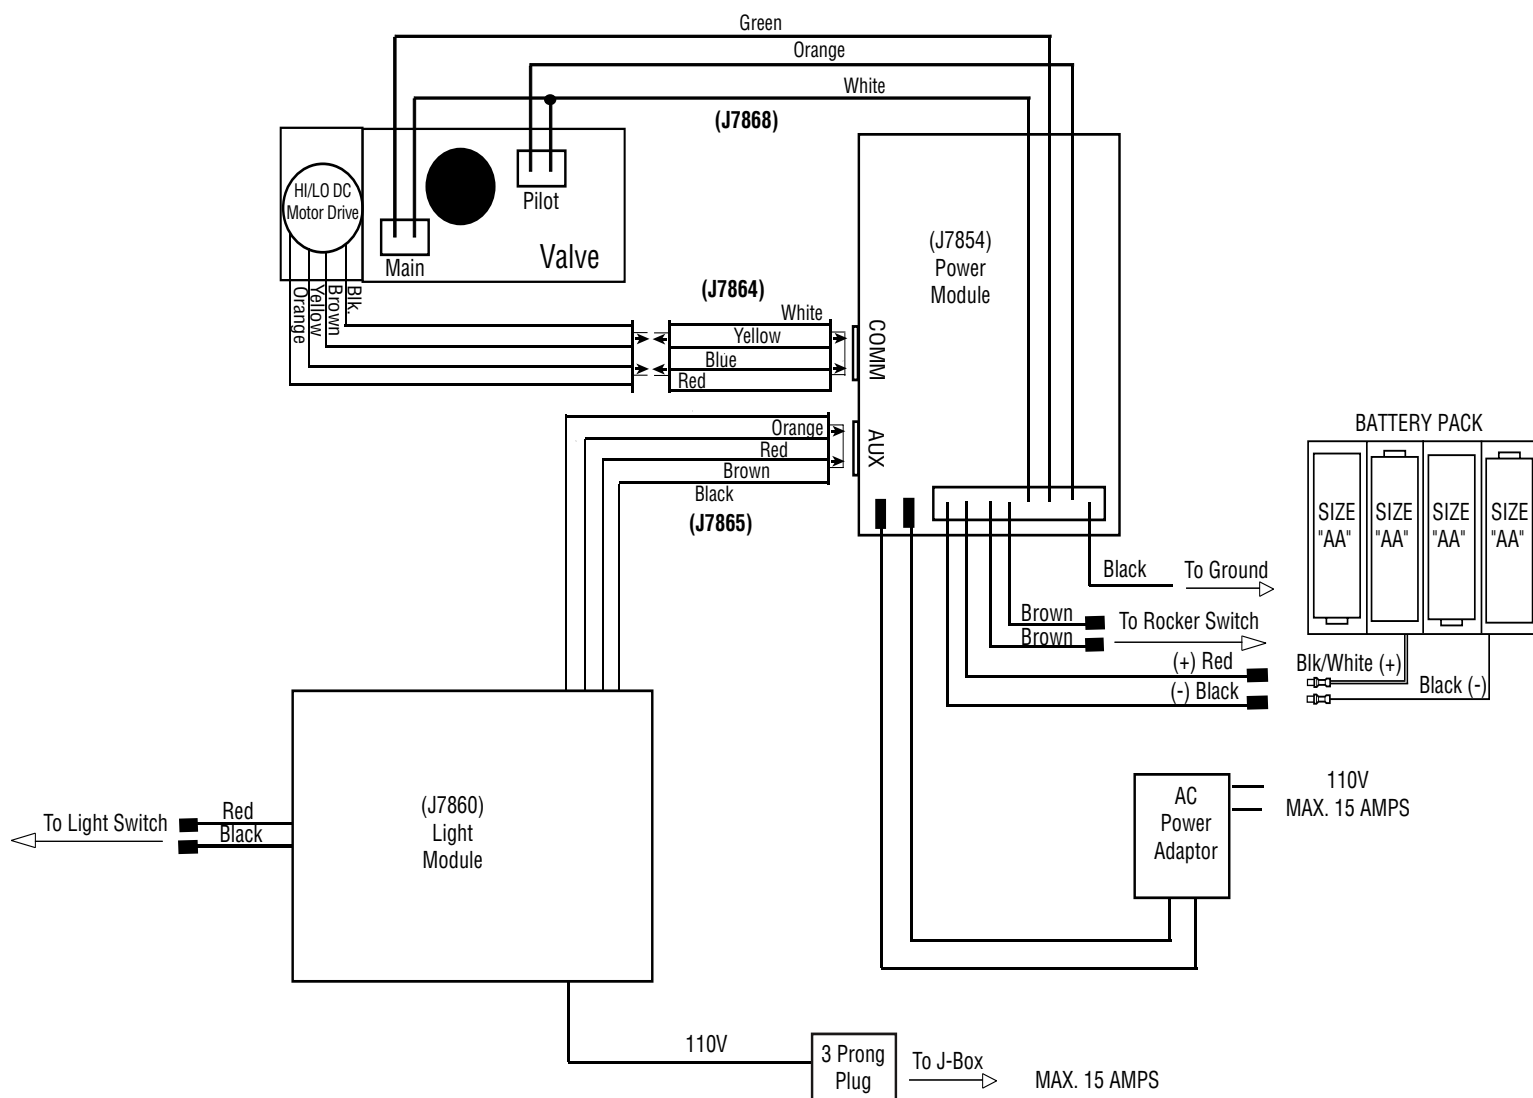 Green
Orange
White
(J7868)
HI/LO DC
Motor Drive
Pilot
Main
Valve
(J7854)
Power
Module
Orange
Yellow
Brown
Blk.
(J7864)
White
Yellow
Blue
Red
COMM
Orange
Red
Brown
Black
(J7865)
AUX
BATTERY PACK
SIZE
"AA"
SIZE
"AA"
SIZE
"AA"
SIZE
"AA"
Black
To Ground
Brown
Brown
To Rocker Switch
(+) Red
(-) Black
Blk/White (+)
Black (-)
(J7860)
Light
Module
To Light Switch
Red
Black
AC
Power
Adaptor
110V
MAX. 15 AMPS
110V
3 Prong
Plug
To J-Box
MAX. 15 AMPS